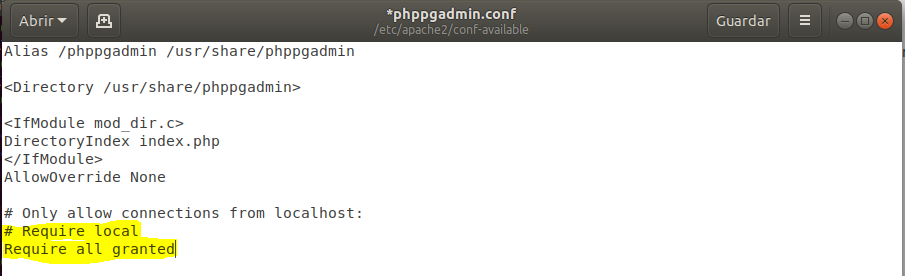 Abrir
*phppgadmin.conf
/etc/apache2/conf-available
Guardar
Alias /phppgadmin /usr/share/phppgadmin
<Directory /usr/share/phppgadmin>
<IfModule mod_dir.c>
DirectoryIndex index.php
</IfModule>
AllowOverride None
# Only allow connections from localhost:
# Require local
Require all granted